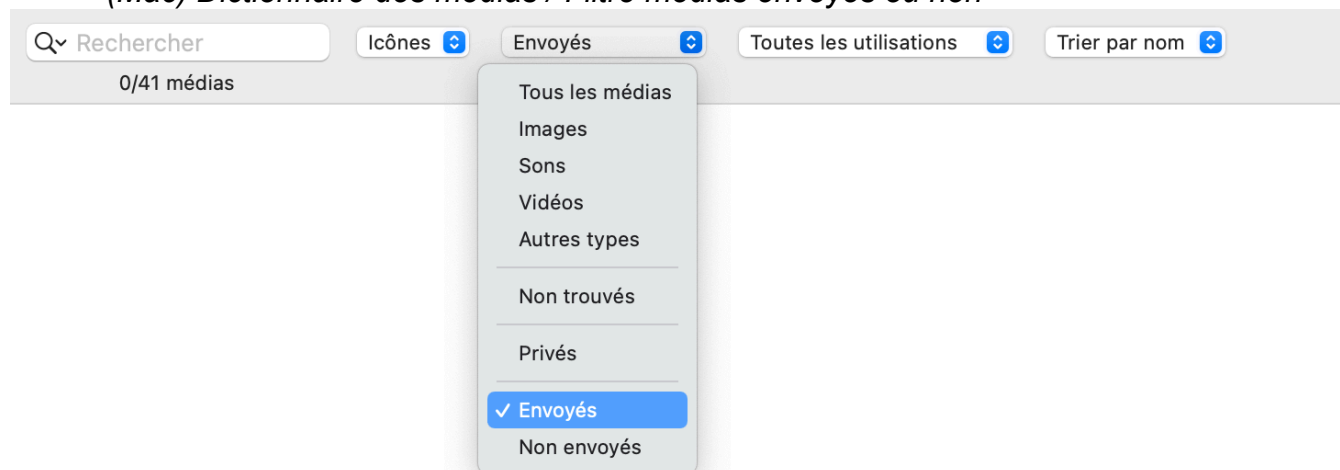 (Mac) Dictionnaire des médias / Filtre médias envoyés ou non
Rechercher
Icônes
Envoyés
Toutes les utilisations
Trier par nom
0/41 médias
Tous les médias
Images
Sons
Vidéos
Autres types
Non trouvés
Privés
Envoyés
Non envoyés